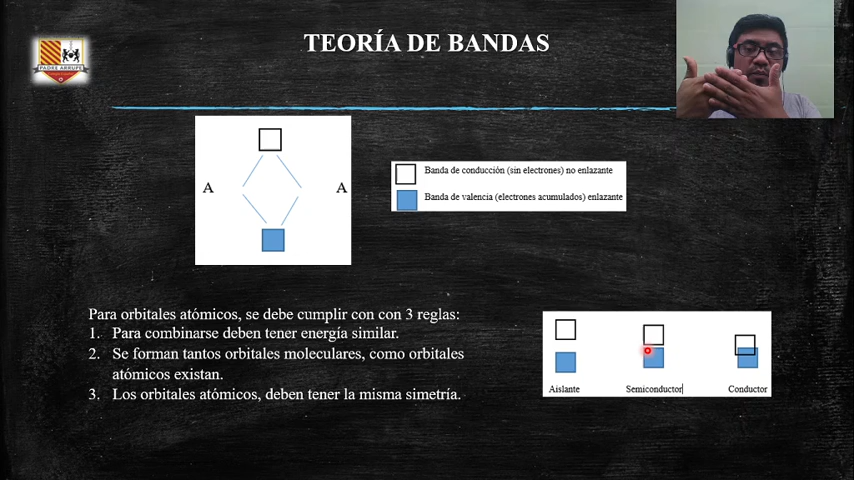 TEORÍA DE BANDAS
PADRE ARRUPE
A
A
Banda de conducción (sin electrones) no enlazante
Banda de valencia (electrones acumulados) enlazante
Para orbitales atómicos, se debe cumplir con con 3 reglas:
1. Para combinarse deben tener energía similar.
2. Se forman tantos orbitales moleculares, como orbitales
atómicos existan.
3. Los orbitales atómicos, deben tener la misma simetría.
Aislante
Semiconductor
Conductor